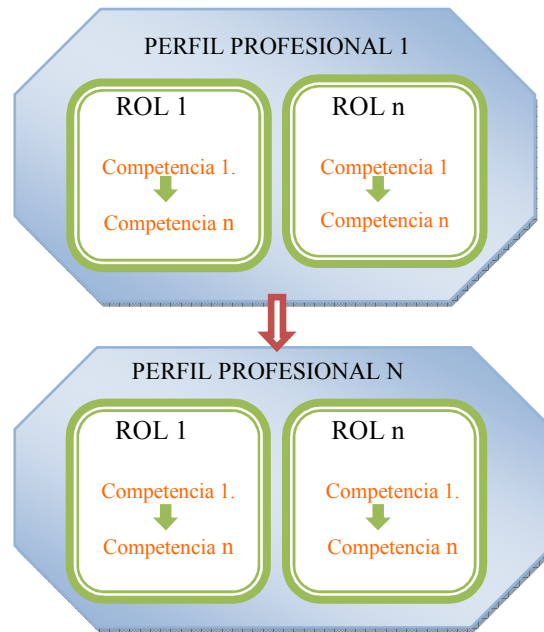 PERFIL PROFESIONAL 1
ROL 1
Competencia 1.
Competencia n
ROL n
Competencia 1
Competencia n
PERFIL PROFESIONAL N
ROL 1
Competencia 1.
Competencia n
ROL n
Competencia 1.
Competencia n